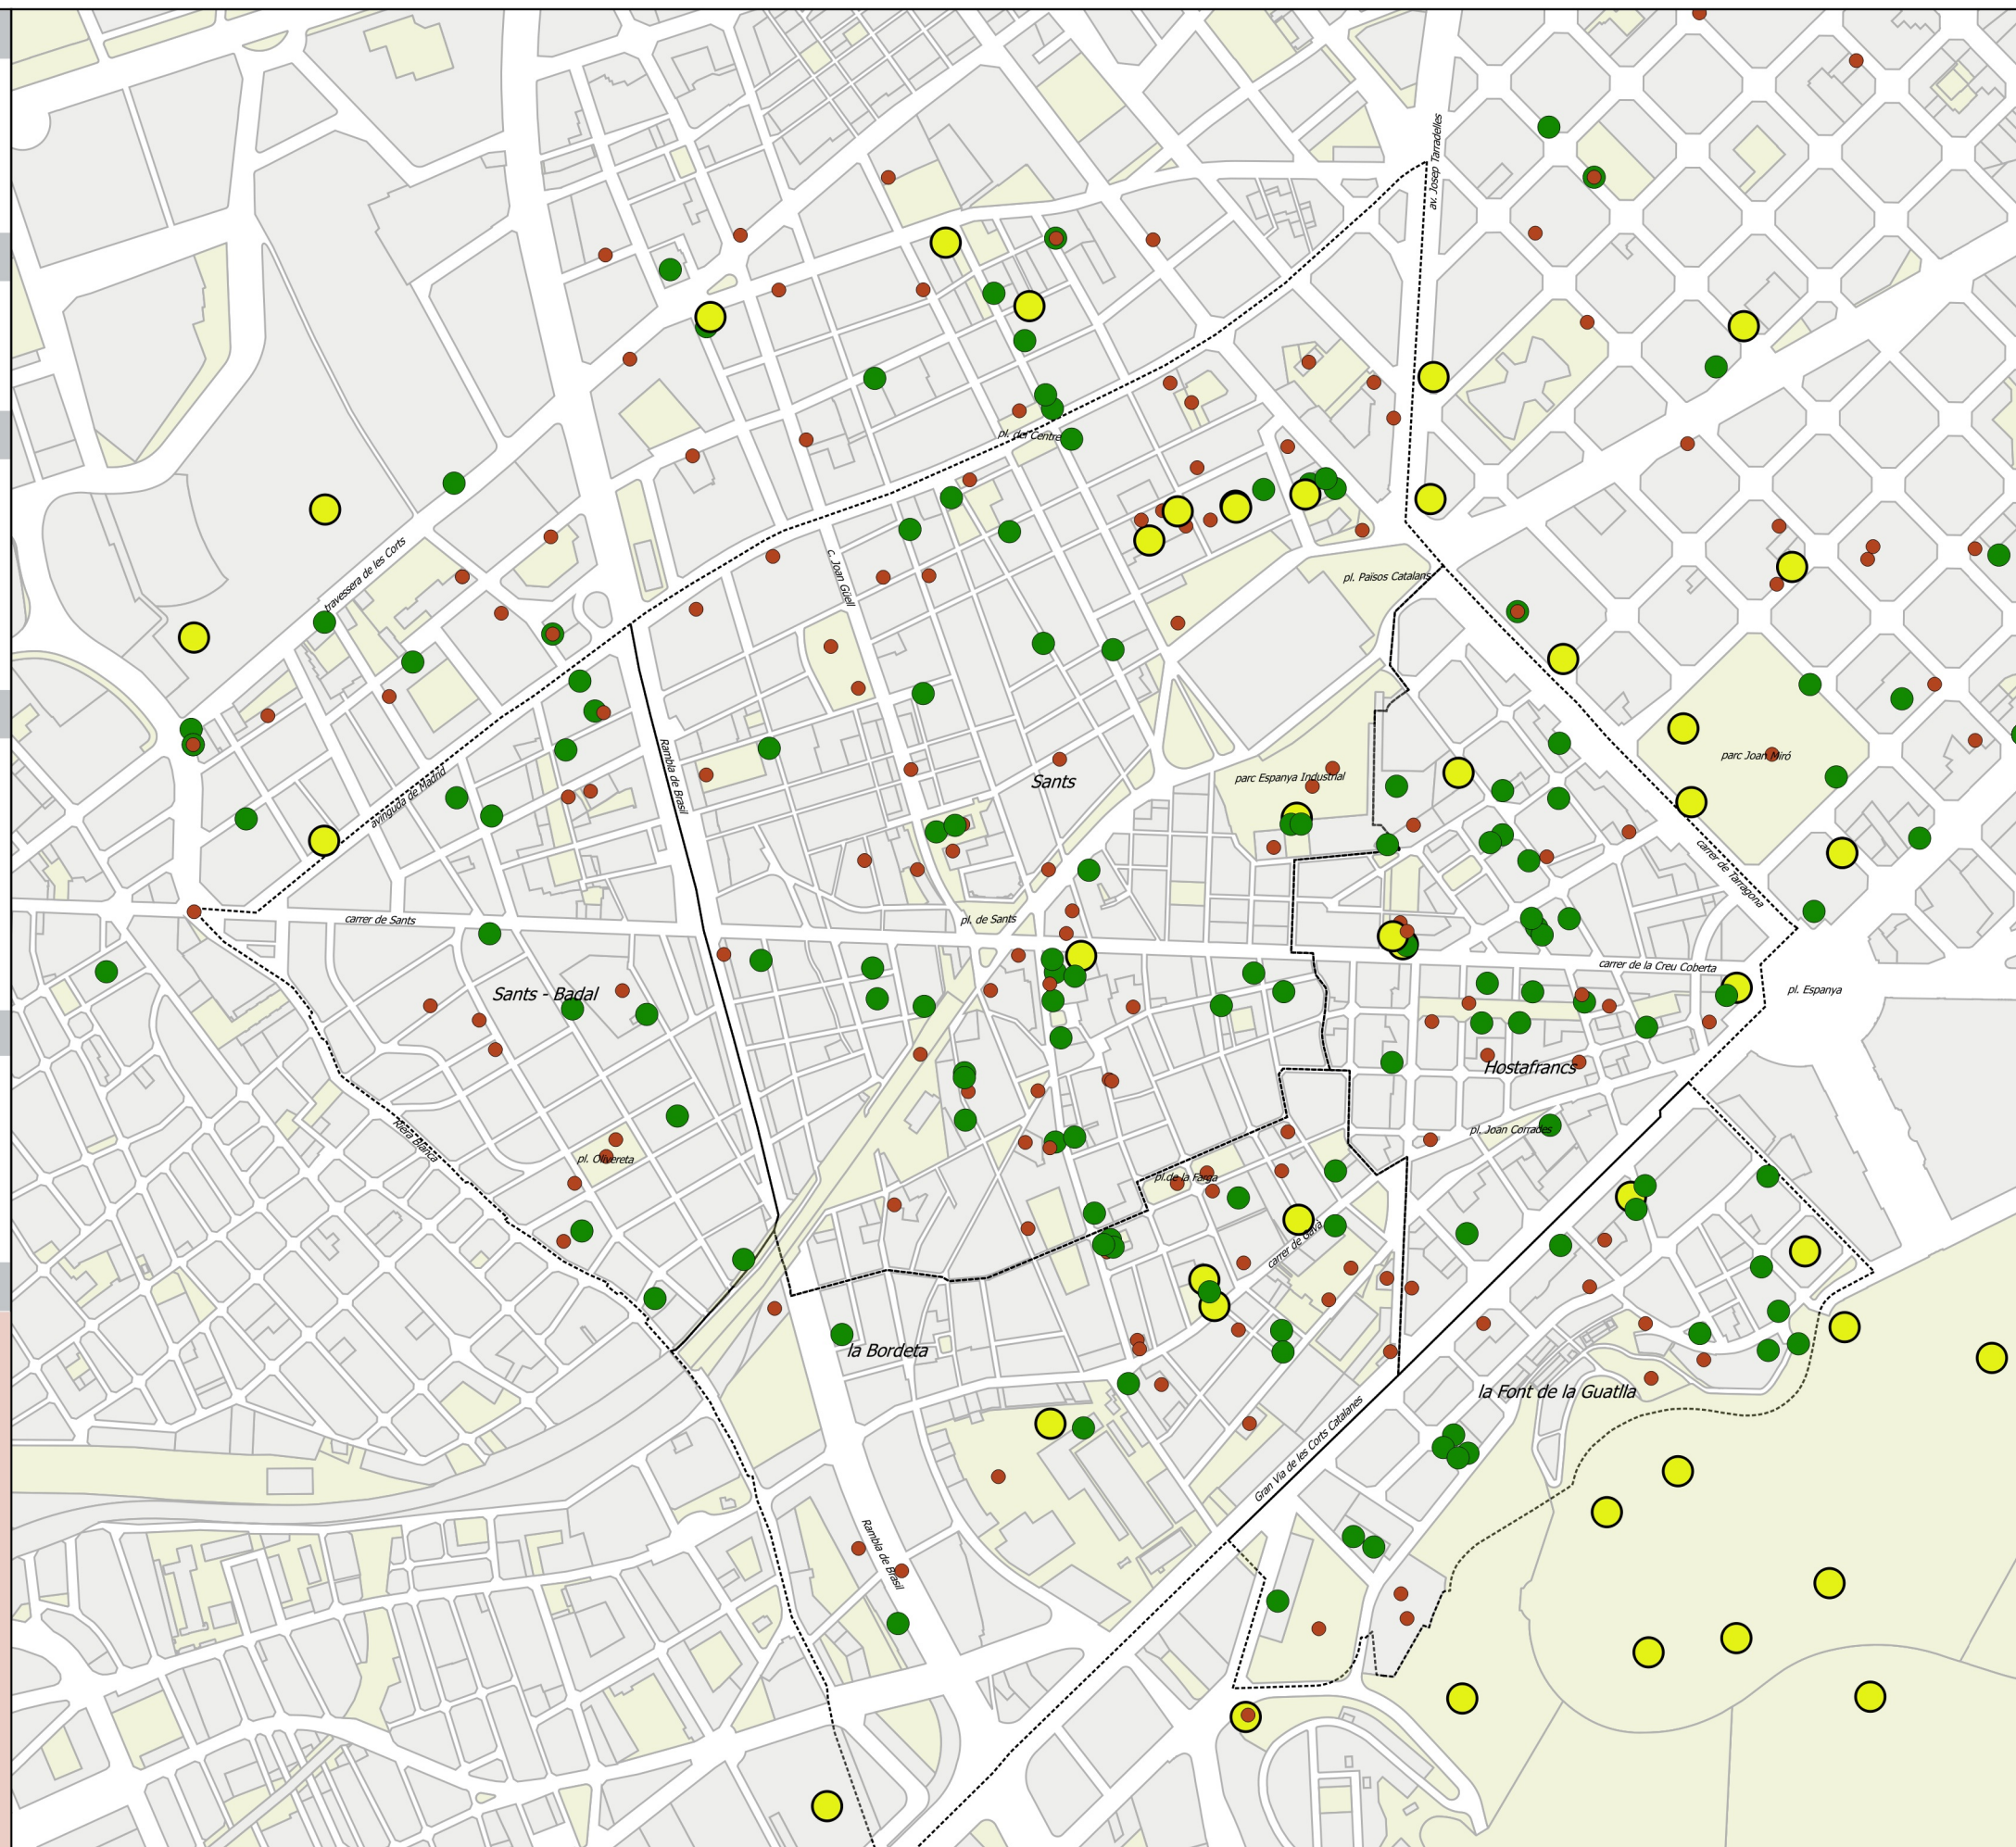 av. Josep Tarradelles
pl. del Centre
c. Joan Güell
travessera de les Corts
pl. Països Catalans
Rambla de Brasil
Sants
parc Espanya Industrial
parc Joan Miró
avinguda de Madrid
carrer de Tarragona
carrer de Sants
pl. de Sants
carrer de la Creu Coberta
pl. Espanya
Sants - Badal
Hostafrancs
Riera Blanca
pl. Joan Corrades
pl. Olivereta
pl.de la Farga
carrer de Gavà
la Bordeta
la Font de la Guatlla
Gran Via de les Corts Catalanes
Rambla de Brasil